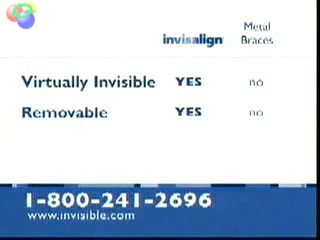 invisalign Metal Braces
Virtually Invisible YES no
Removable YES no
1-800-241-2696
www.invisible.com